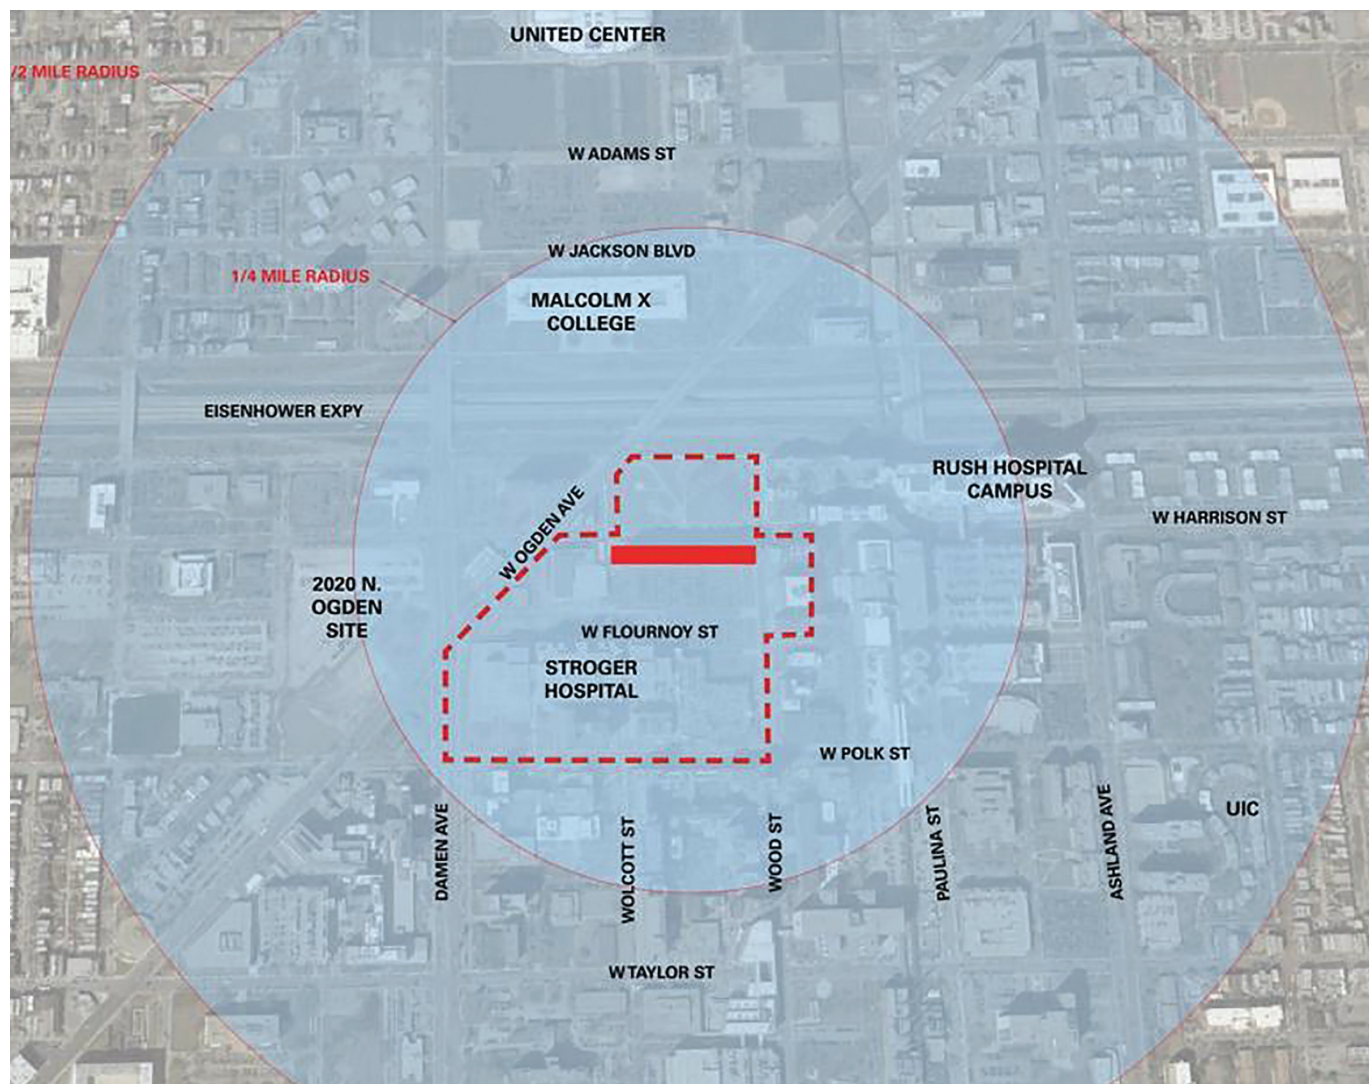 UNITED CENTER
/2 MILE RADIUS
W ADAMS ST
W JACKSON BLVD
1/4 MILE RADIUS
MALCOLM X
COLLEGE
EISENHOWER EXPY
RUSH HOSPITAL
CAMPUS
W HARRISON ST
W OGDEN AVE
2020 N.
OGDEN
SITE
W FLOURNOY ST
STROGER
HOSPITAL
W POLK ST
DAMEN AVE
WOLCOTT ST
WOOD ST
PAULINA ST
ASHLAND AVE
UIC
W TAYLOR ST